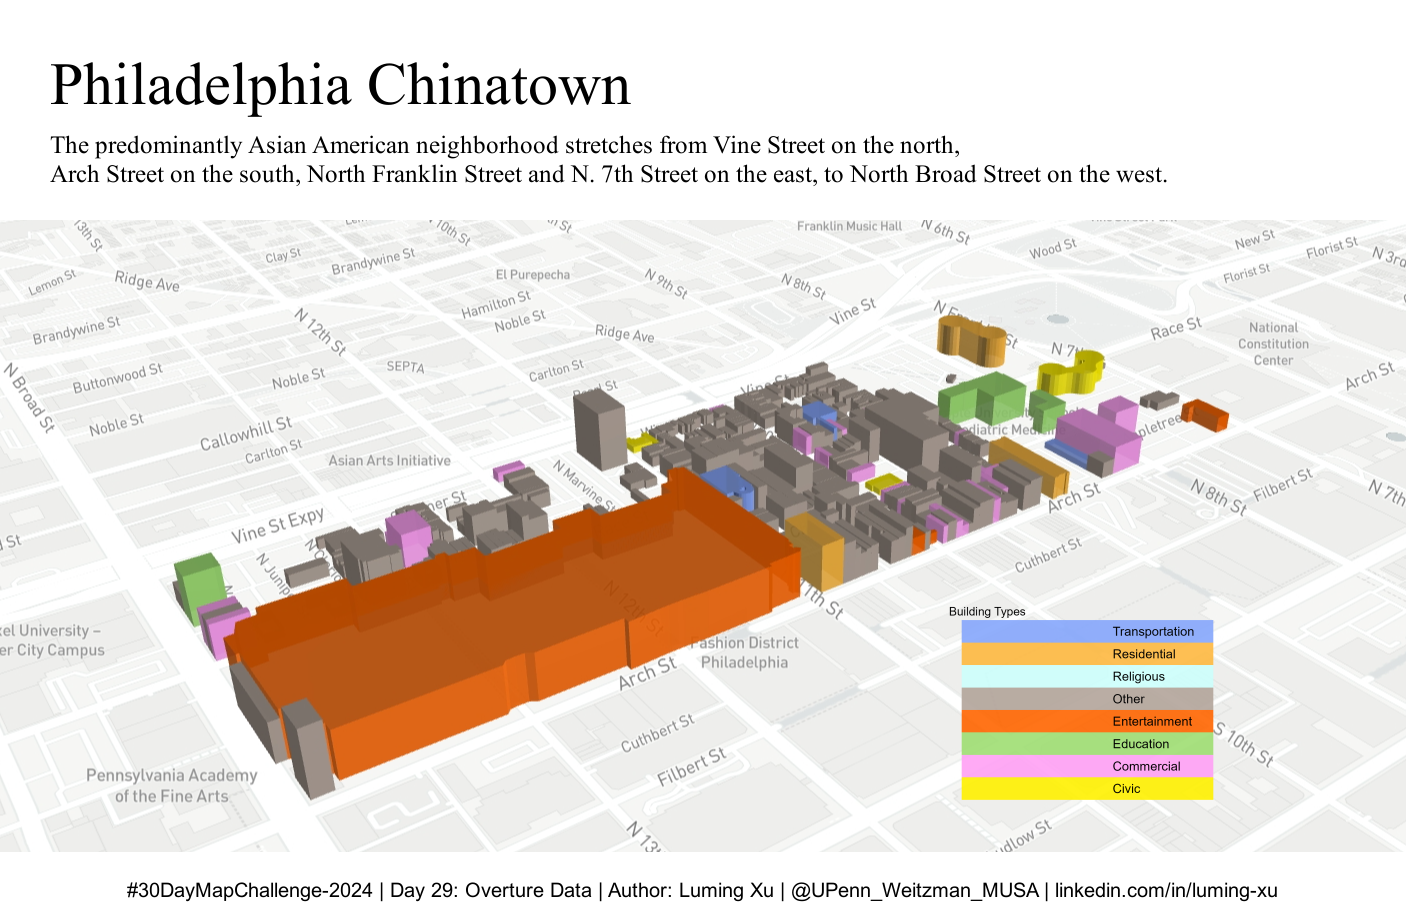 Philadelphia Chinatown
The predominantly Asian American neighborhood stretches from Vine Street on the north,
Arch Street on the south, North Franklin Street and N. 7th Street on the east, to North Broad Street on the west.
13th St
N 10th St
Franklin Music Hall
N 6th St
Wood St
New St
Florist St
N 3rd
Clay St
Brandywine St
Lemon St
Ridge Ave
El Purepecha
N 9th St
N 8th St
Florist St
Hamilton St
Vine St
Brandywine St
N 12th St
Noble St
Ridge Ave
Race St
National
Constitution
Center
N 7th
N Broad St
Buttonwood St
Noble St
SEPTA
Carlton St
Arch St
Noble St
Callowhill St
Carlton St
Asian Arts Initiative
Vine St
N Marvine St
Arch St
N 8th St
Filbert St
N 7th
Vine St Expy
Cuthbert St
N 12th St
11th St
Fashion District
Philadelphia
Arch St
Cuthbert St
Filbert St
S 10th St
Pennsylvania Academy
of the Fine Arts
N 13th
Building Types
Transportation
Residential
Religious
Other
Entertainment
Education
Commercial
Civic
#30DayMapChallenge-2024 | Day 29: Overture Data | Author: Luming Xu | @UPenn_Weitzman_MUSA | linkedin.com/in/luming-xu